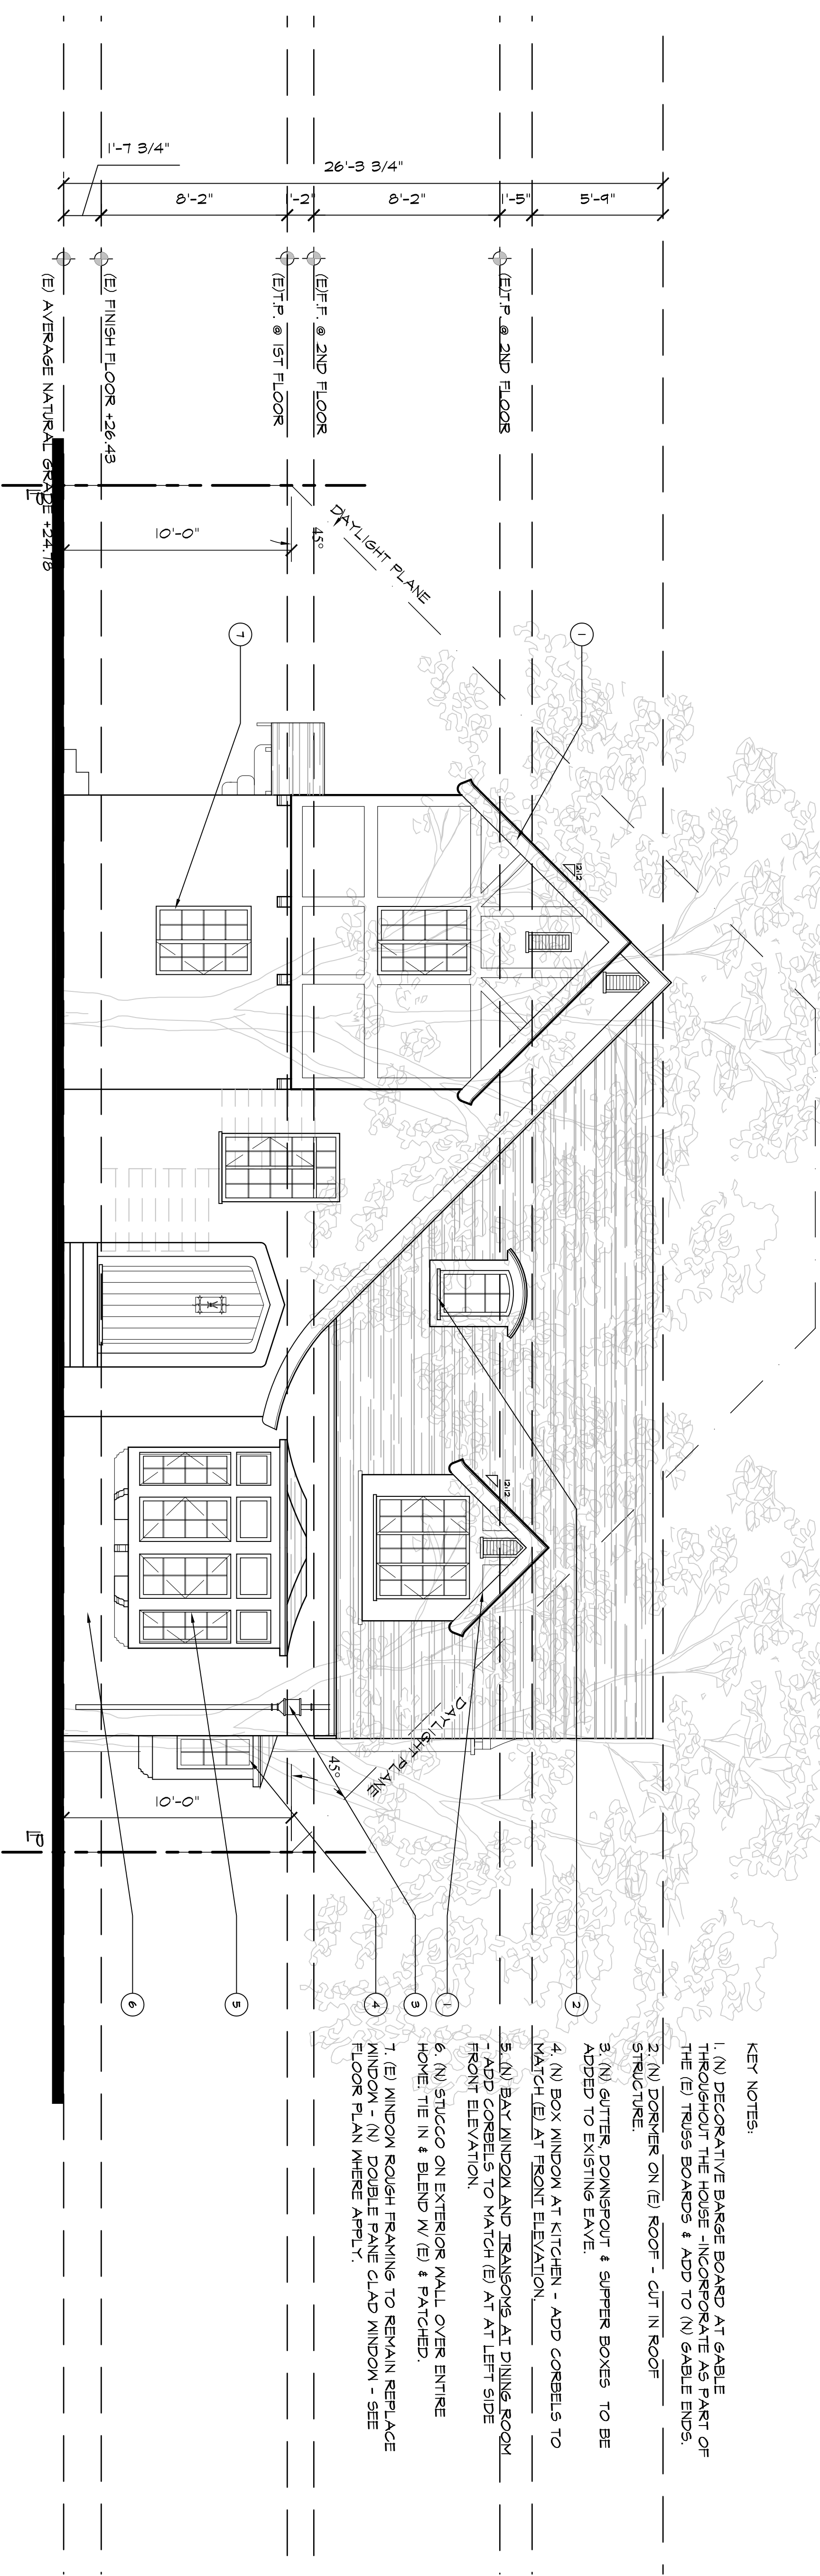 26'-3 3/4"
1'-7 3/4"
8'-2"
1'-2"
8'-2"
1'-5"
5'-9"
(E)T.P. @ 2ND FLOOR
(E)F.F. @ 2ND FLOOR
(E)T.P. @ 1ST FLOOR
(E) FINISH FLOOR +26.43
(E) AVERAGE NATURAL GRADE +24.78
DAYLIGHT PLANE
45°
10'-0"
1
7
12:12
12:12
DAYLIGHT PLANE
45°
10'-0"
2
1
3
4
5
6
KEY NOTES:
1. (N) DECORATIVE BARGE BOARD AT GABLE
THROUGHOUT THE HOUSE -INCORPORATE AS PART OF
THE (E) TRUSS BOARDS & ADD TO (N) GABLE ENDS.
2. (N) DORMER ON (E) ROOF - CUT IN ROOF
STRUCTURE.
3. (N) GUTTER, DOWNSPOUT & SUPPER BOXES TO BE
ADDED TO EXISTING EAVE.
4. (N) BOX WINDOW AT KITCHEN - ADD CORBELS TO
MATCH (E) AT FRONT ELEVATION.
5. (N) BAY WINDOW AND TRANSOMS AT DINING ROOM
- ADD CORBELS TO MATCH (E) AT AT LEFT SIDE
FRONT ELEVATION.
6. (N) STUCCO ON EXTERIOR WALL OVER ENTIRE
HOME. TIE IN & BLEND W/ (E) & PATCHED.
7. (E) WINDOW ROUGH FRAMING TO REMAIN REPLACE
WINDOW - (N) DOUBLE PANE CLAD WINDOW - SEE
FLOOR PLAN WHERE APPLY.